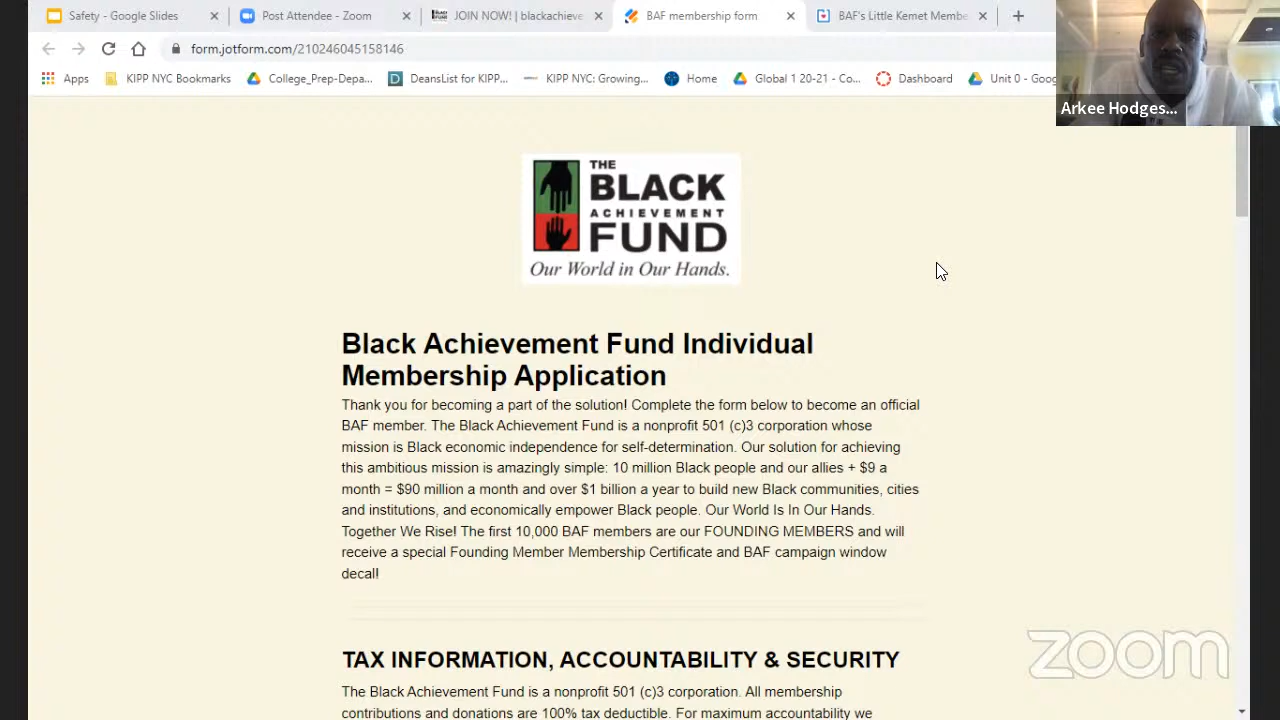 Safety - Google Slides
Post Attendee - Zoom
JOIN NOW! | blackachieve
BAF membership form
BAF's Little Kemet Membe
form.jotform.com/210246045158146
Apps
KIPP NYC Bookmarks
College_Prep-Depa...
DeansList for KIPP...
KIPP NYC: Growing...
Home
Global 1 20-21 - Co...
Dashboard
Unit 0 - Goog
Arkee Hodges...
THE
BLACK
ACHIEVEMENT
FUND
Our World in Our Hands.
Black Achievement Fund Individual
Membership Application
Thank you for becoming a part of the solution! Complete the form below to become an official
BAF member. The Black Achievement Fund is a nonprofit 501 (c)3 corporation whose
mission is Black economic independence for self-determination. Our solution for achieving
this ambitious mission is amazingly simple: 10 million Black people and our allies + $9 a
month = $90 million a month and over $1 billion a year to build new Black communities, cities
and institutions, and economically empower Black people. Our World Is In Our Hands.
Together We Rise! The first 10,000 BAF members are our FOUNDING MEMBERS and will
receive a special Founding Member Membership Certificate and BAF campaign window
decal!
TAX INFORMATION, ACCOUNTABILITY & SECURITY
The Black Achievement Fund is a nonprofit 501 (c)3 corporation. All membership
contributions and donations are 100% tax deductible. For maximum accountability we
zoom